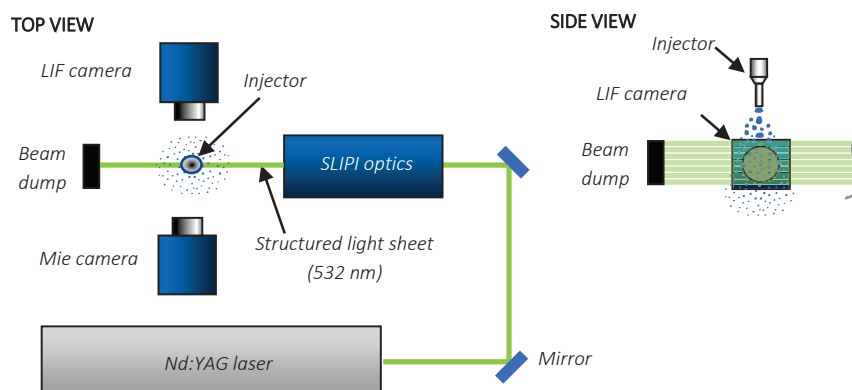 TOP VIEW
LIF camera
Injector
Beam
dump
SLIPI optics
Mie camera
Structured light sheet
(532 nm)
Nd:YAG laser
Mirror
SIDE VIEW
Injector
LIF camera
Beam
dump